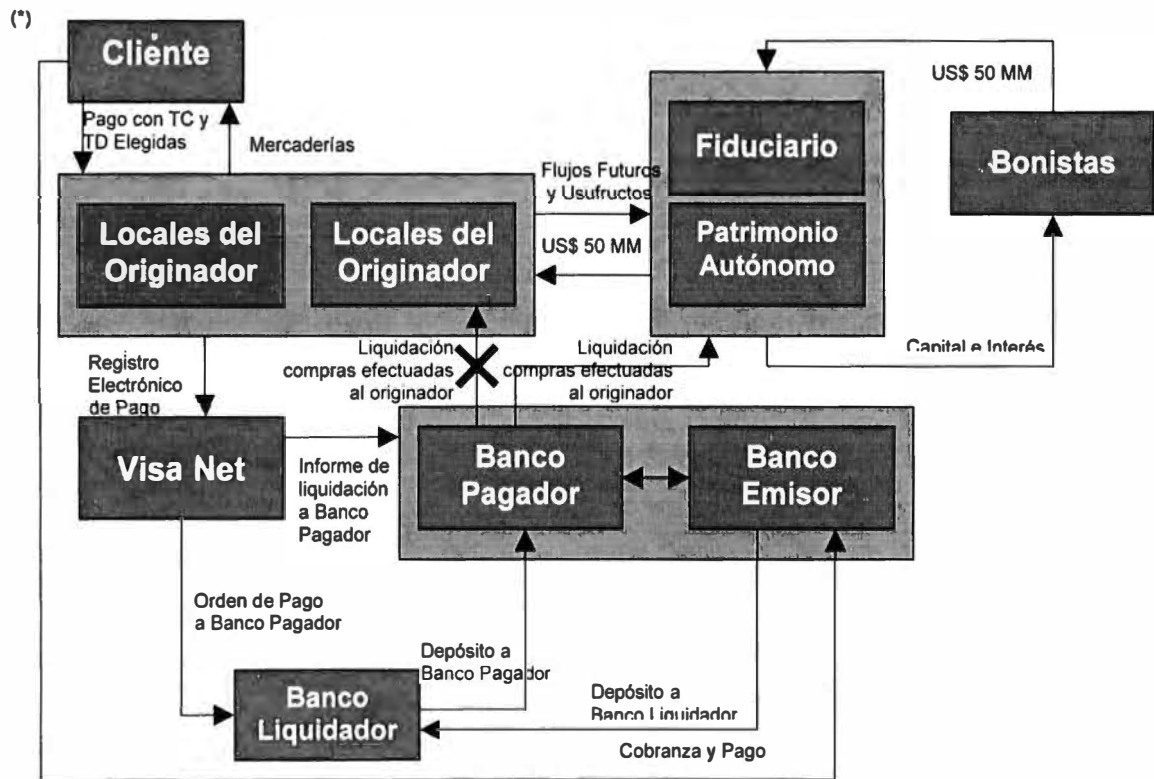 (*)
Cliente
US$ 50 MM
Pago con TC y
TD Elegidas
Mercaderías
Fiduciario
Bonistas
Flujos Futuros
y Usufructos
Locales del
Originador
Locales del
Originador
US$ 50 MM
Patrimonio
Autónomo
Registro
Electrónico
de Pago
Liquidación
compras efectuadas
al originador
Liquidación
compras efectuadas
al originador
Capital e Interés
Visa Net
Informe de
liquidación
a Banco
Pagador
Banco
Pagador
Banco
Emisor
Orden de Pago
a Banco Pagador
Depósito a
Banco Pagador
Banco
Liquidador
Depósito a
Banco Liquidador
Cobranza y Pago